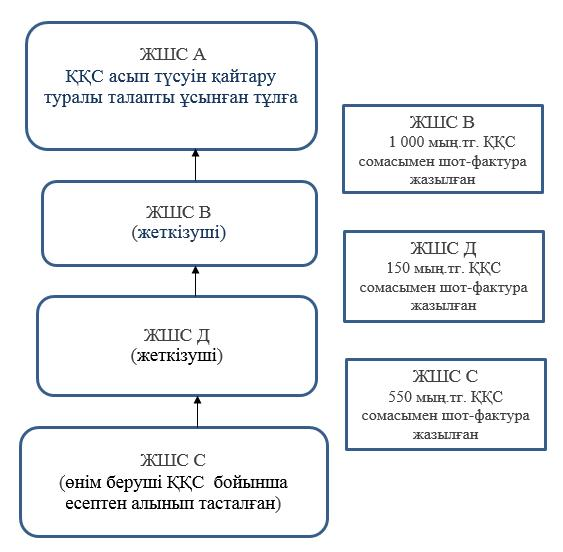 ЖШС А
ҚҚС асып түсуін қайтару
туралы талапты ұсынған тұлға
ЖШС В
1 000 мың.тг. ҚҚС
сомасымен шот-фактура
жазылған
ЖШС В
(жеткізуші)
ЖШС Д
150 мың.тг. ҚҚС
сомасымен шот-фактура
жазылған
ЖШС Д
(жеткізуші)
ЖШС С
550 мың.тг. ҚҚС
сомасымен шот-фактура
жазылған
ЖШС С
(өнім беруші ҚҚС бойынша
есептен алынып тасталған)